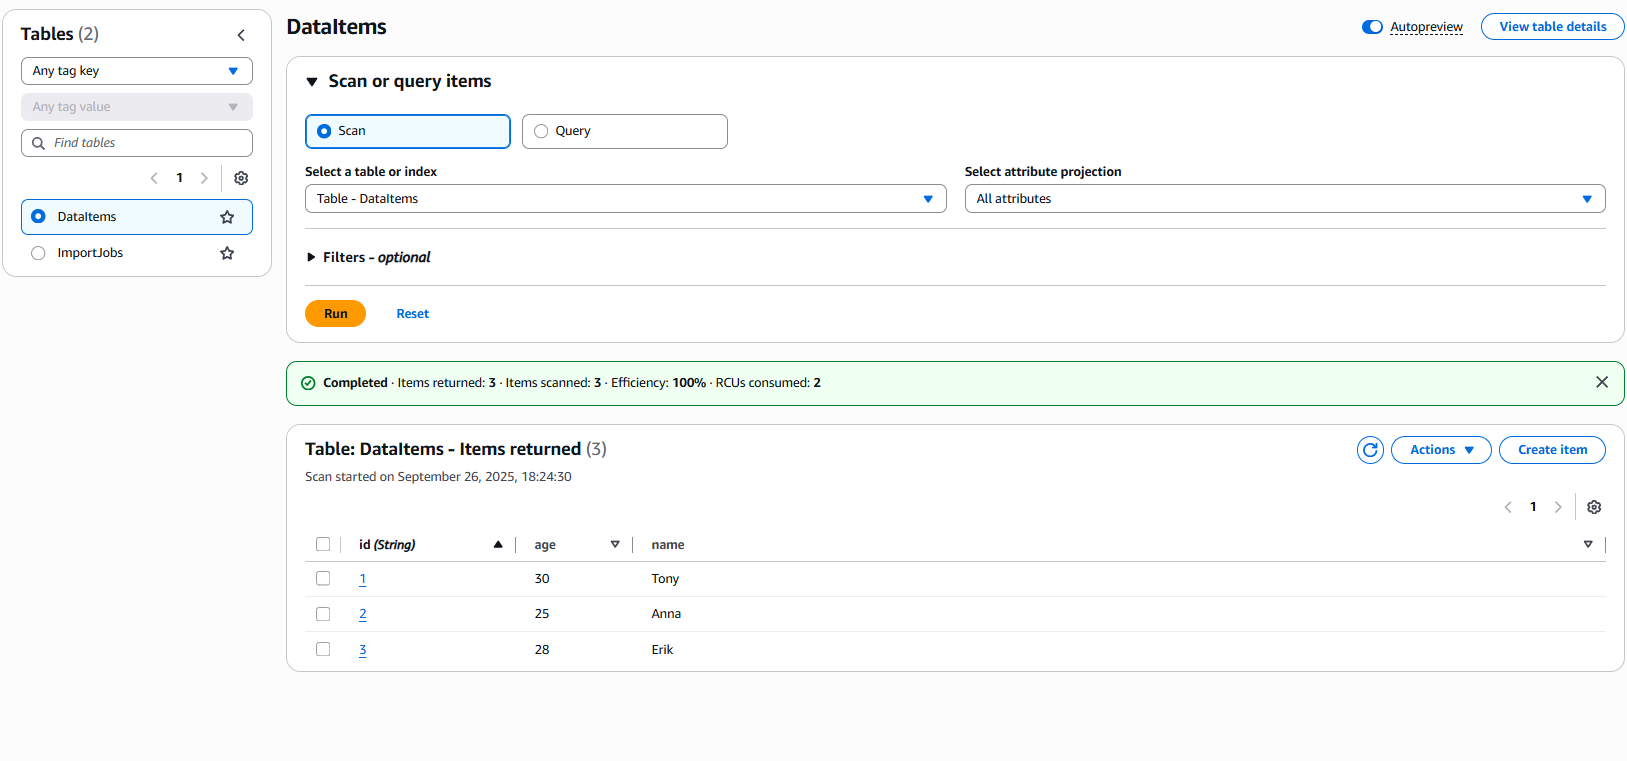 Tables (2)
Any tag key
Any tag value
Find tables
1
DataItems
ImportJobs
DataItems
Autopreview
View table details
Scan or query items
Scan
Query
Select a table or index
Select attribute projection
Table - DataItems
All attributes
Filters - optional
Run
Reset
Completed · Items returned: 3 · Items scanned: 3 · Efficiency: 100% · RCUs consumed: 2
Table: DataItems - Items returned (3)
Actions
Create item
Scan started on September 26, 2025, 18:24:30
1
id (String) age name
1 30 Tony
2 25 Anna
3 28 Erik